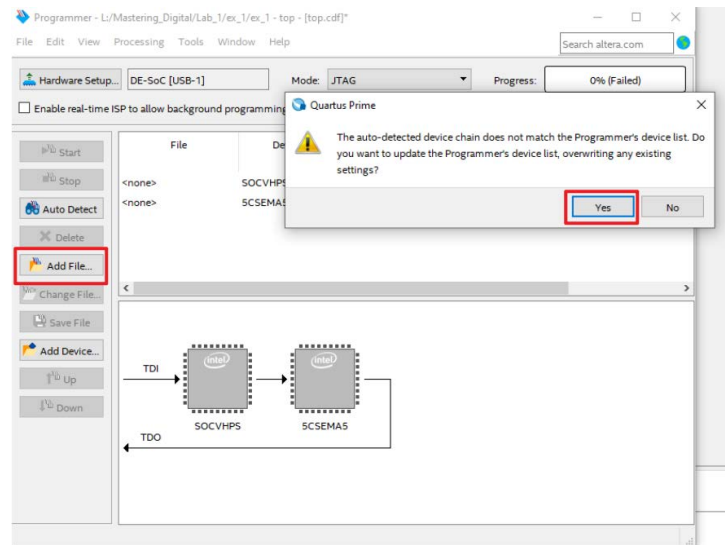 Programmer - L:/Mastering_Digital/Lab_1/ex_1/ex_1 - top - [top.cdf]*
File Edit View Processing Tools Window Help
Search altera.com
Hardware Setup... DE-SoC [USB-1] Mode: JTAG Progress: 0% (Failed)
Enable real-time ISP to allow background programming
Quartus Prime
The auto-detected device chain does not match the Programmer's device list. Do
you want to update the Programmer's device list, overwriting any existing
settings?
Yes No
Start
Stop
Auto Detect
Delete
Add File...
Change File...
Save File
Add Device...
Up
Down
File
<none> SOCVHPS
<none>
TDI
intel intel
SOCVHPS 5CSEMA5
TDO